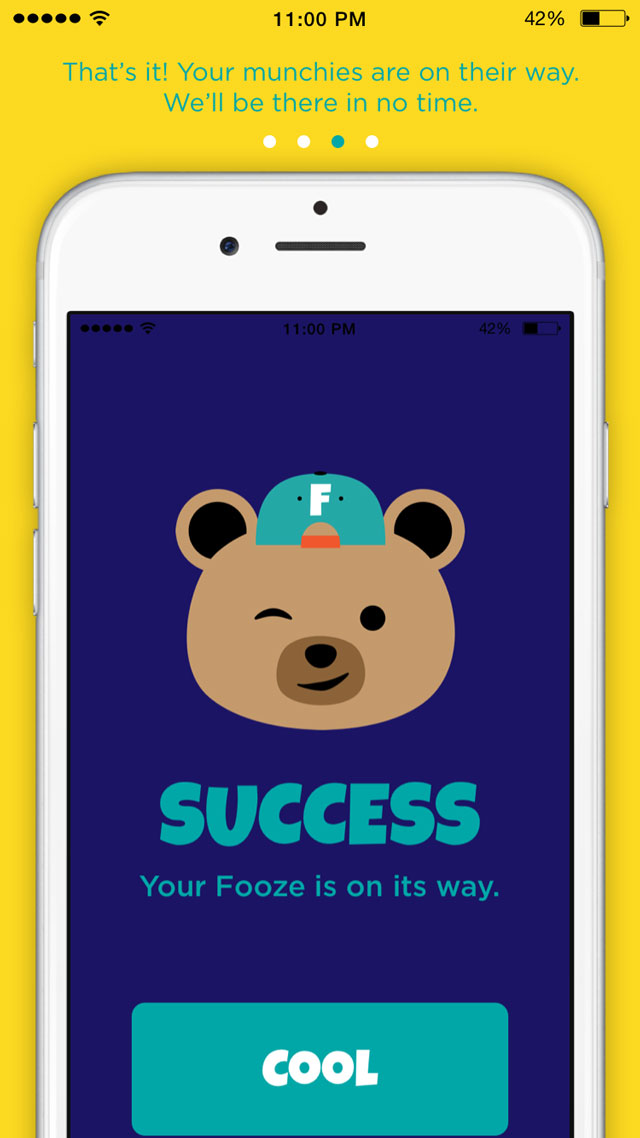 11:00 PM 42%
That's it! Your munchies are on their way.
We'll be there in no time.
11:00 PM 42%
F
SUCCESS
Your Fooze is on its way.
COOL